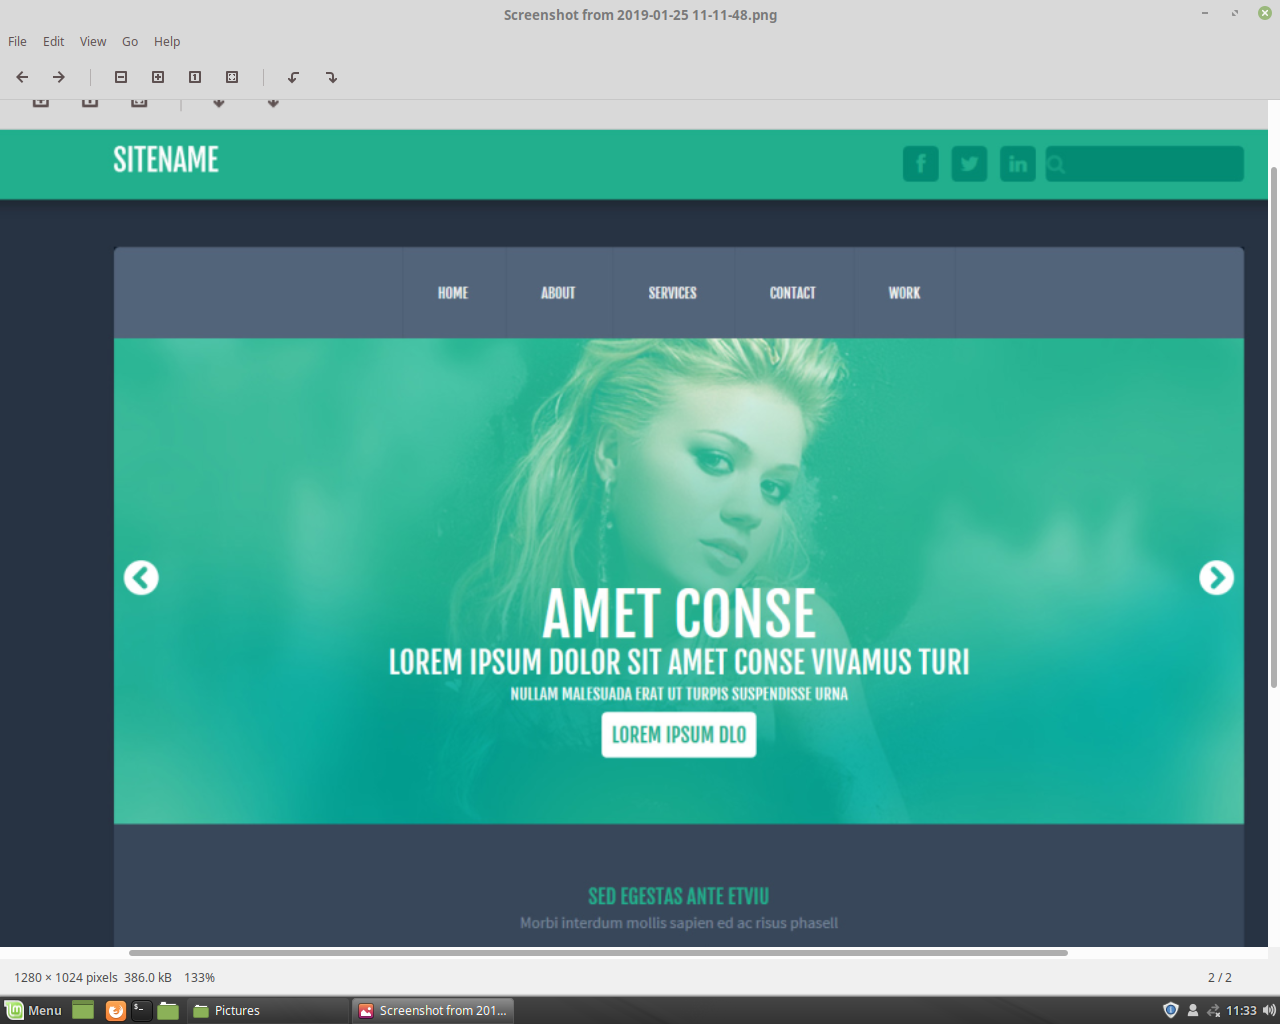 Screenshot from 2019-01-25 11-11-48.png
File Edit View Go Help
SITENAME
HOME ABOUT SERVICES CONTACT WORK
AMET CONSE
LOREM IPSUM DOLOR SIT AMET CONSE VIVAMUS TURI
NULLAM MALESUADA ERAT UT TURPIS SUSPENDISSE URNA
LOREM IPSUM DLO
SED EGESTAS ANTE ETVIU
Morbi interdum mollis sapien ed ac risus phasell
1280 × 1024 pixels 386.0 kB 133% 2 / 2
Menu Pictures Screenshot from 201... 11:33